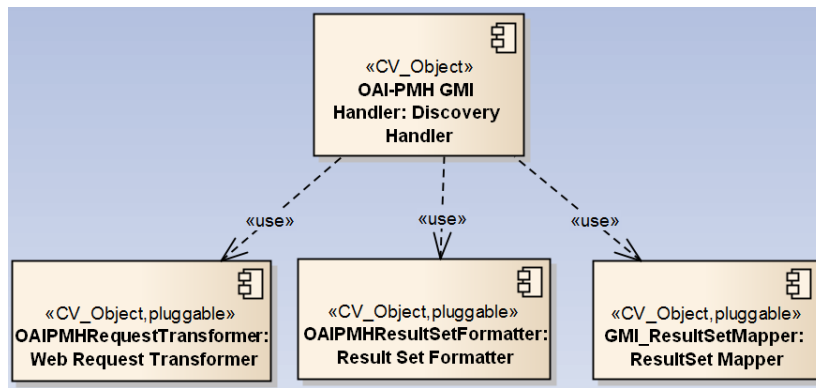 «CV_Object»
OAI-PMH GMI
Handler: Discovery
Handler
«use»
«use»
«use»
«CV_Object,pluggable»
OAIPMHRequestTransformer:
Web Request Transformer
«CV_Object,pluggable»
OAIPMHResultSetFormatter:
Result Set Formatter
«CV_Object,pluggable»
GMI_ResultSetMapper:
ResultSet Mapper